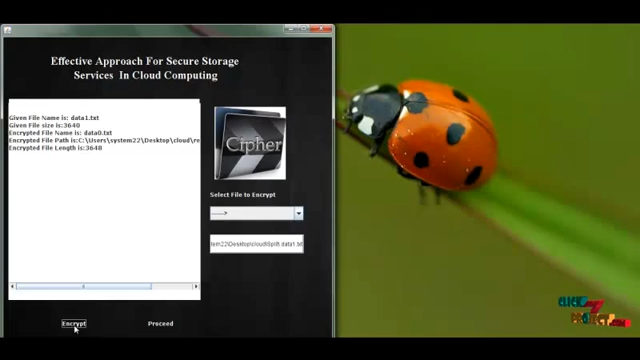 Effective Approach For Secure Storage
Services In Cloud Computing
Given File Name is: data1.txt
Given File size is:3640
Encrypted File Name is: data0.txt
Encrypted File Path is:C:\Users\system22\Desktop\cloud\re
Encrypted File Length is:3648
Cipher
Select File to Encrypt
---->
tem22\Desktop\cloud\Split\data1.txt
Encrypt
Proceed